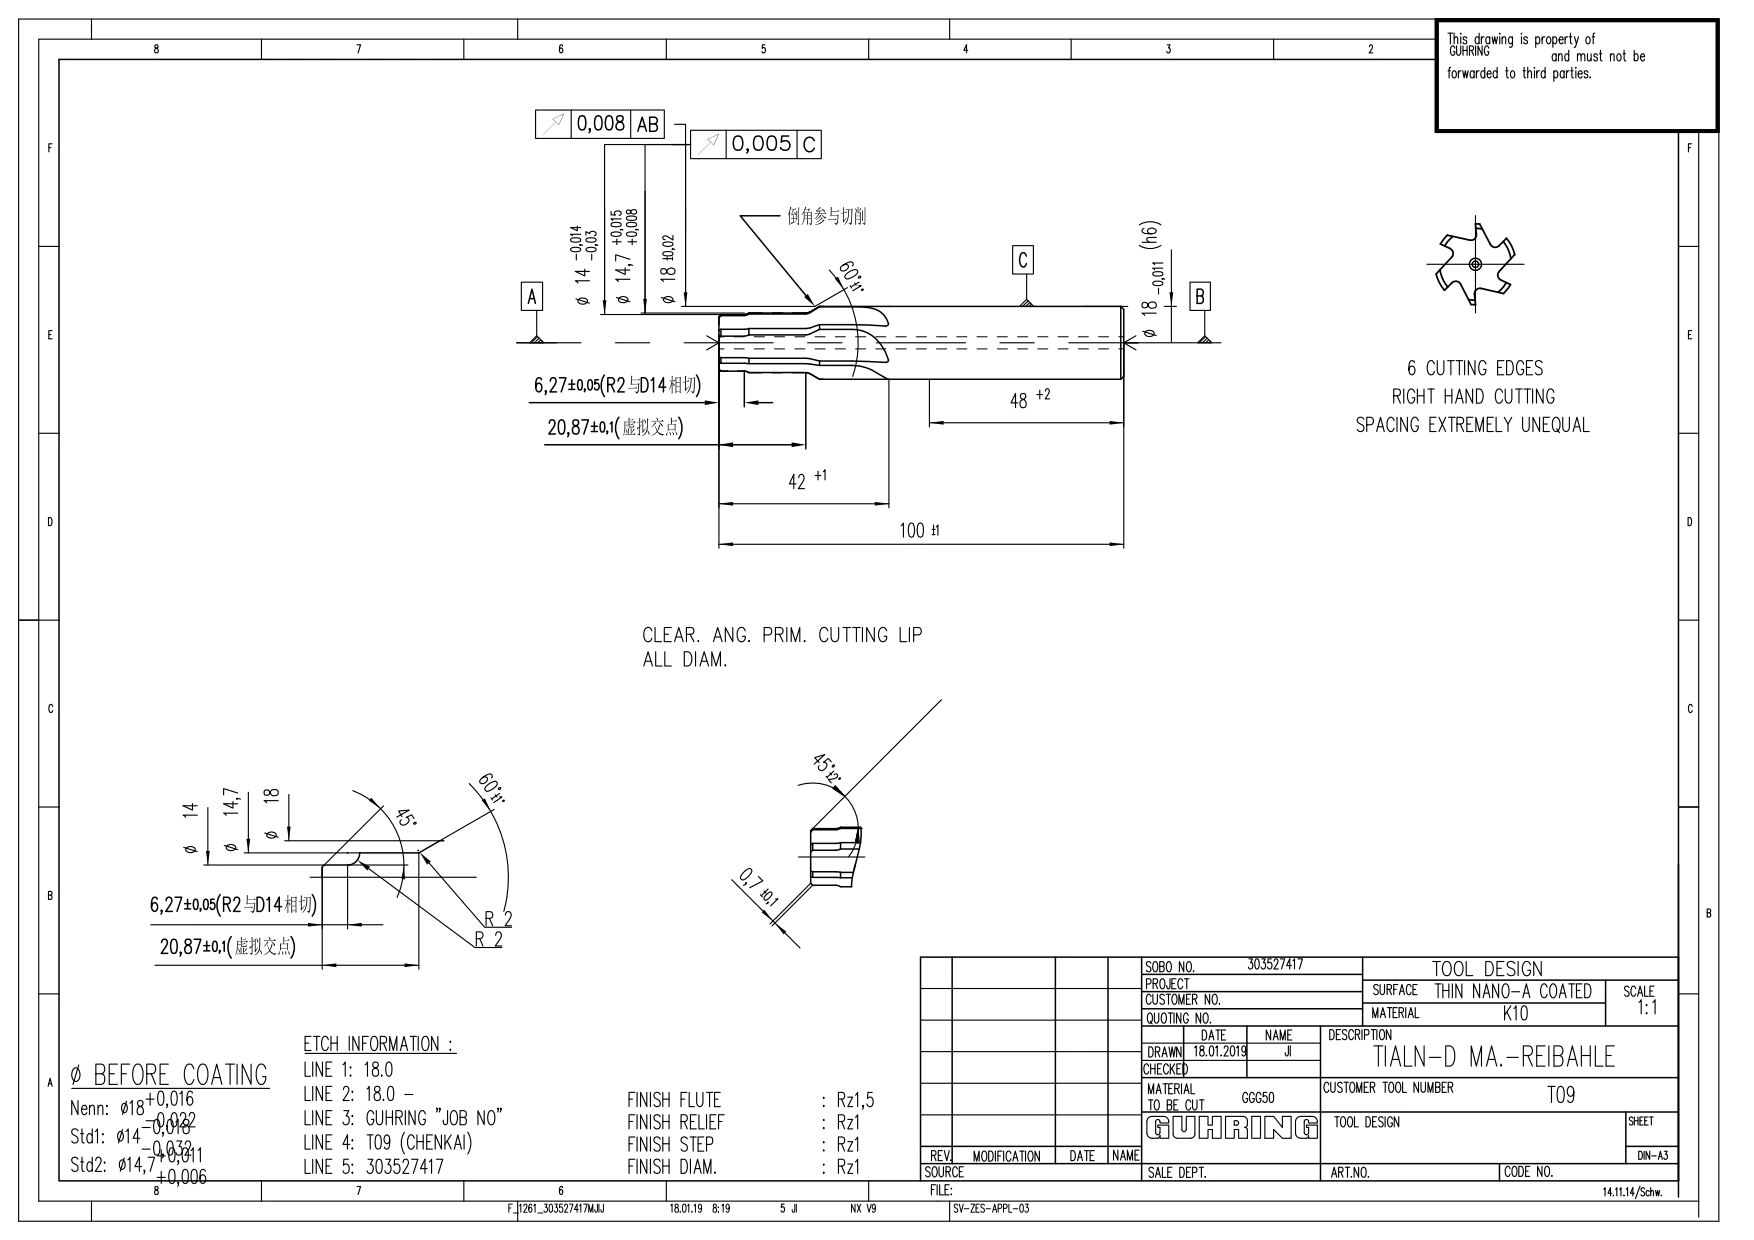 This drawing is property of
GUHRING
and must not be
forwarded to third parties.
8 7 6 5 4 3 2
F
F
E
E
D
D
C
C
B
B
B
A
0,008 AB
0,005 C
ø 14 -0,014 -0,03
ø 14,7 +0,015 +0,008
ø 18 ±0,02
倒角参与切削
60°±1°
A
C
B
ø 18 -0,011 (h6)
6,27±0,05(R2与D14相切)
20,87±0,1(虚拟交点)
48 +2
42 +1
100 ±1
6 CUTTING EDGES
RIGHT HAND CUTTING
SPACING EXTREMELY UNEQUAL
CLEAR. ANG. PRIM. CUTTING LIP
ALL DIAM.
45°±2°
0,7 ±0,1
ø 14
ø 14,7
ø 18
45°
60°±1°
R 2
R 2
6,27±0,05(R2与D14相切)
20,87±0,1(虚拟交点)
ø BEFORE COATING
Nenn: ø18 +0,016 -0,022
Std1: ø14 -0,018 -0,032
Std2: ø14,7 +0,011 +0,006
ETCH INFORMATION :
LINE 1: 18.0
LINE 2: 18.0 -
LINE 3: GUHRING "JOB NO"
LINE 4: T09 (CHENKAI)
LINE 5: 303527417
FINISH FLUTE : Rz1,5
FINISH RELIEF : Rz1
FINISH STEP : Rz1
FINISH DIAM. : Rz1
SOBO NO. 303527417
PROJECT
CUSTOMER NO.
QUOTING NO.
TOOL DESIGN
SURFACE THIN NANO-A COATED
MATERIAL K10
SCALE
1:1
DATE NAME
DRAWN 18.01.2019 JI
CHECKED
DESCRIPTION
TIALN-D MA.-REIBAHLE
MATERIAL
TO BE CUT GGG50
CUSTOMER TOOL NUMBER T09
GUHRING
TOOL DESIGN
SHEET
DIN-A3
REV. MODIFICATION DATE NAME
SOURCE
SALE DEPT. ART.NO. CODE NO.
FILE:
14.11.14/Schw.
8 7 6
F_1261_303527417MJIJ 18.01.19 8:19 5 JI NX V9 SV-ZES-APPL-03